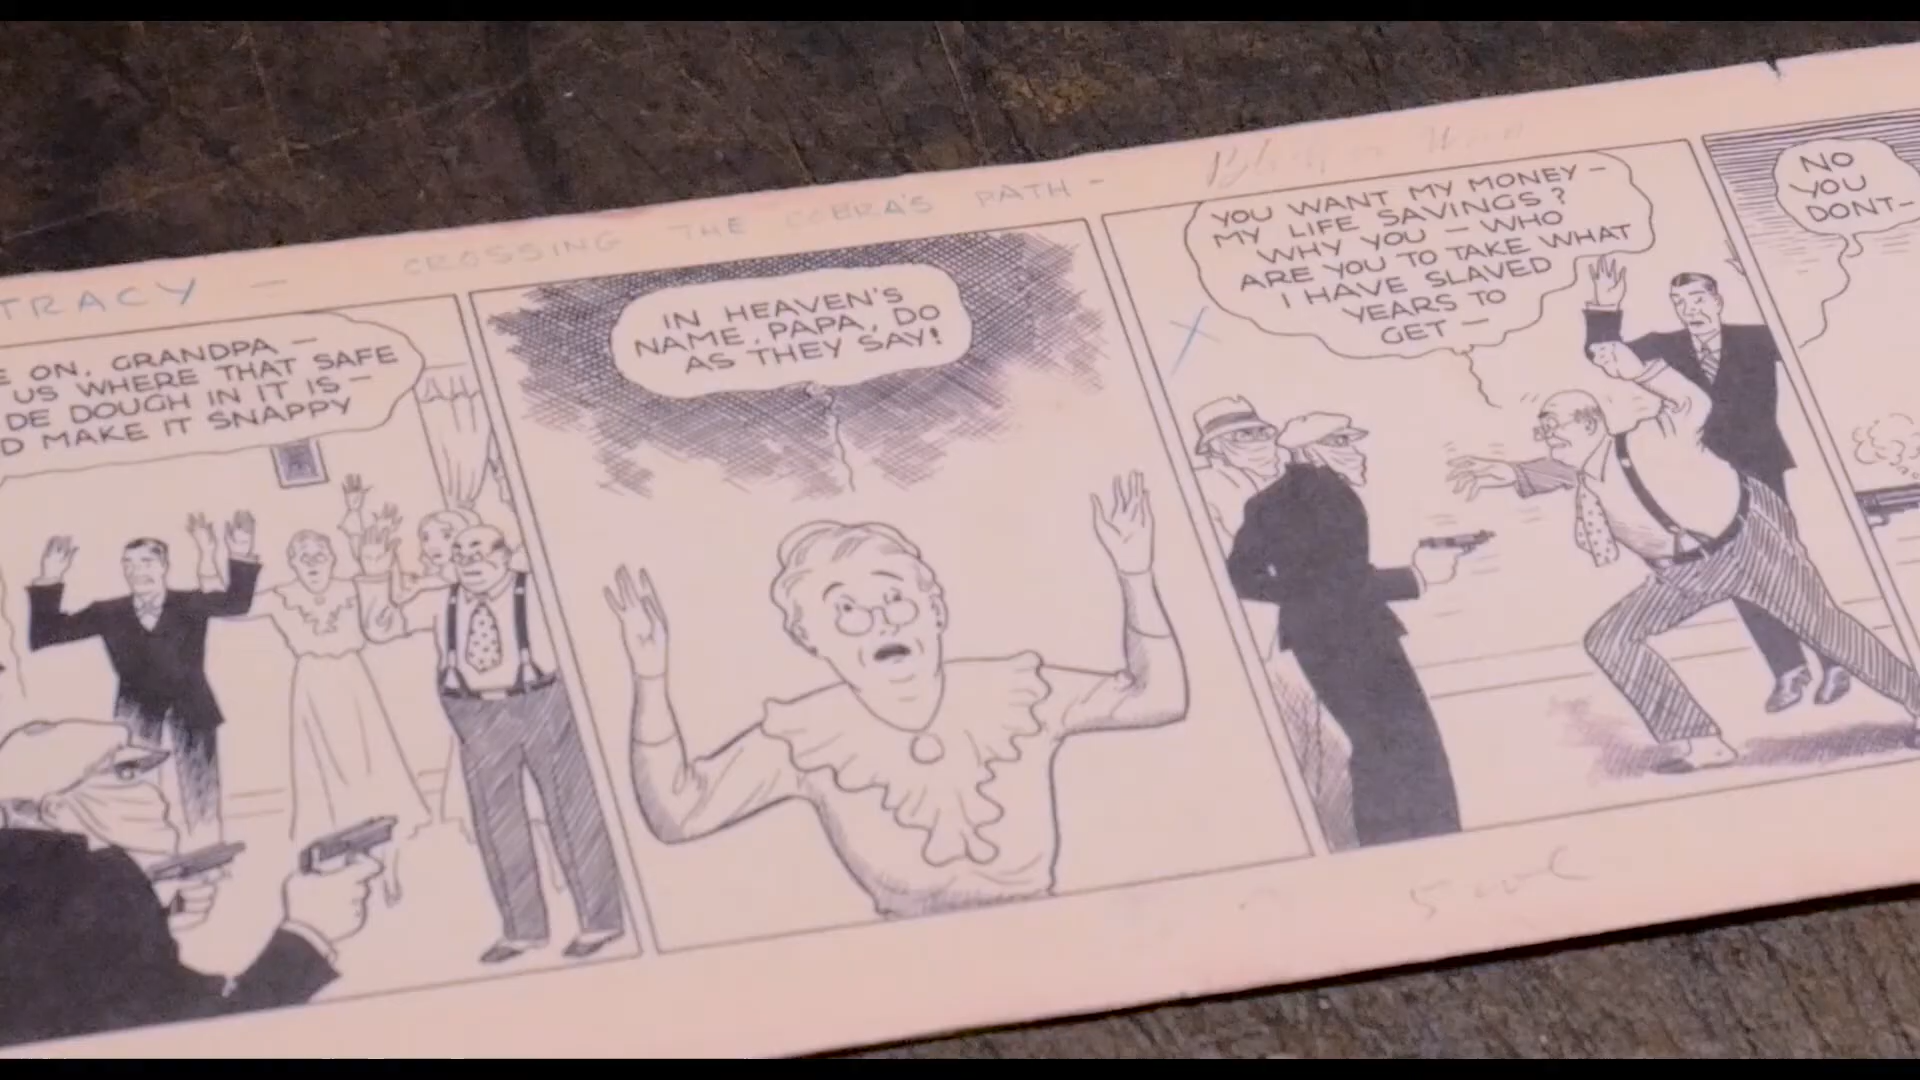 TRACY - CROSSING THE COBRA'S PATH -
E ON, GRANDPA -
US WHERE THAT SAFE
DE DOUGH IN IT IS -
D MAKE IT SNAPPY
IN HEAVEN'S
NAME, PAPA, DO
AS THEY SAY!
YOU WANT MY MONEY -
MY LIFE SAVINGS?
WHY YOU - WHO
ARE YOU TO TAKE WHAT
I HAVE SLAVED
YEARS TO
GET -
NO
YOU
DONT-